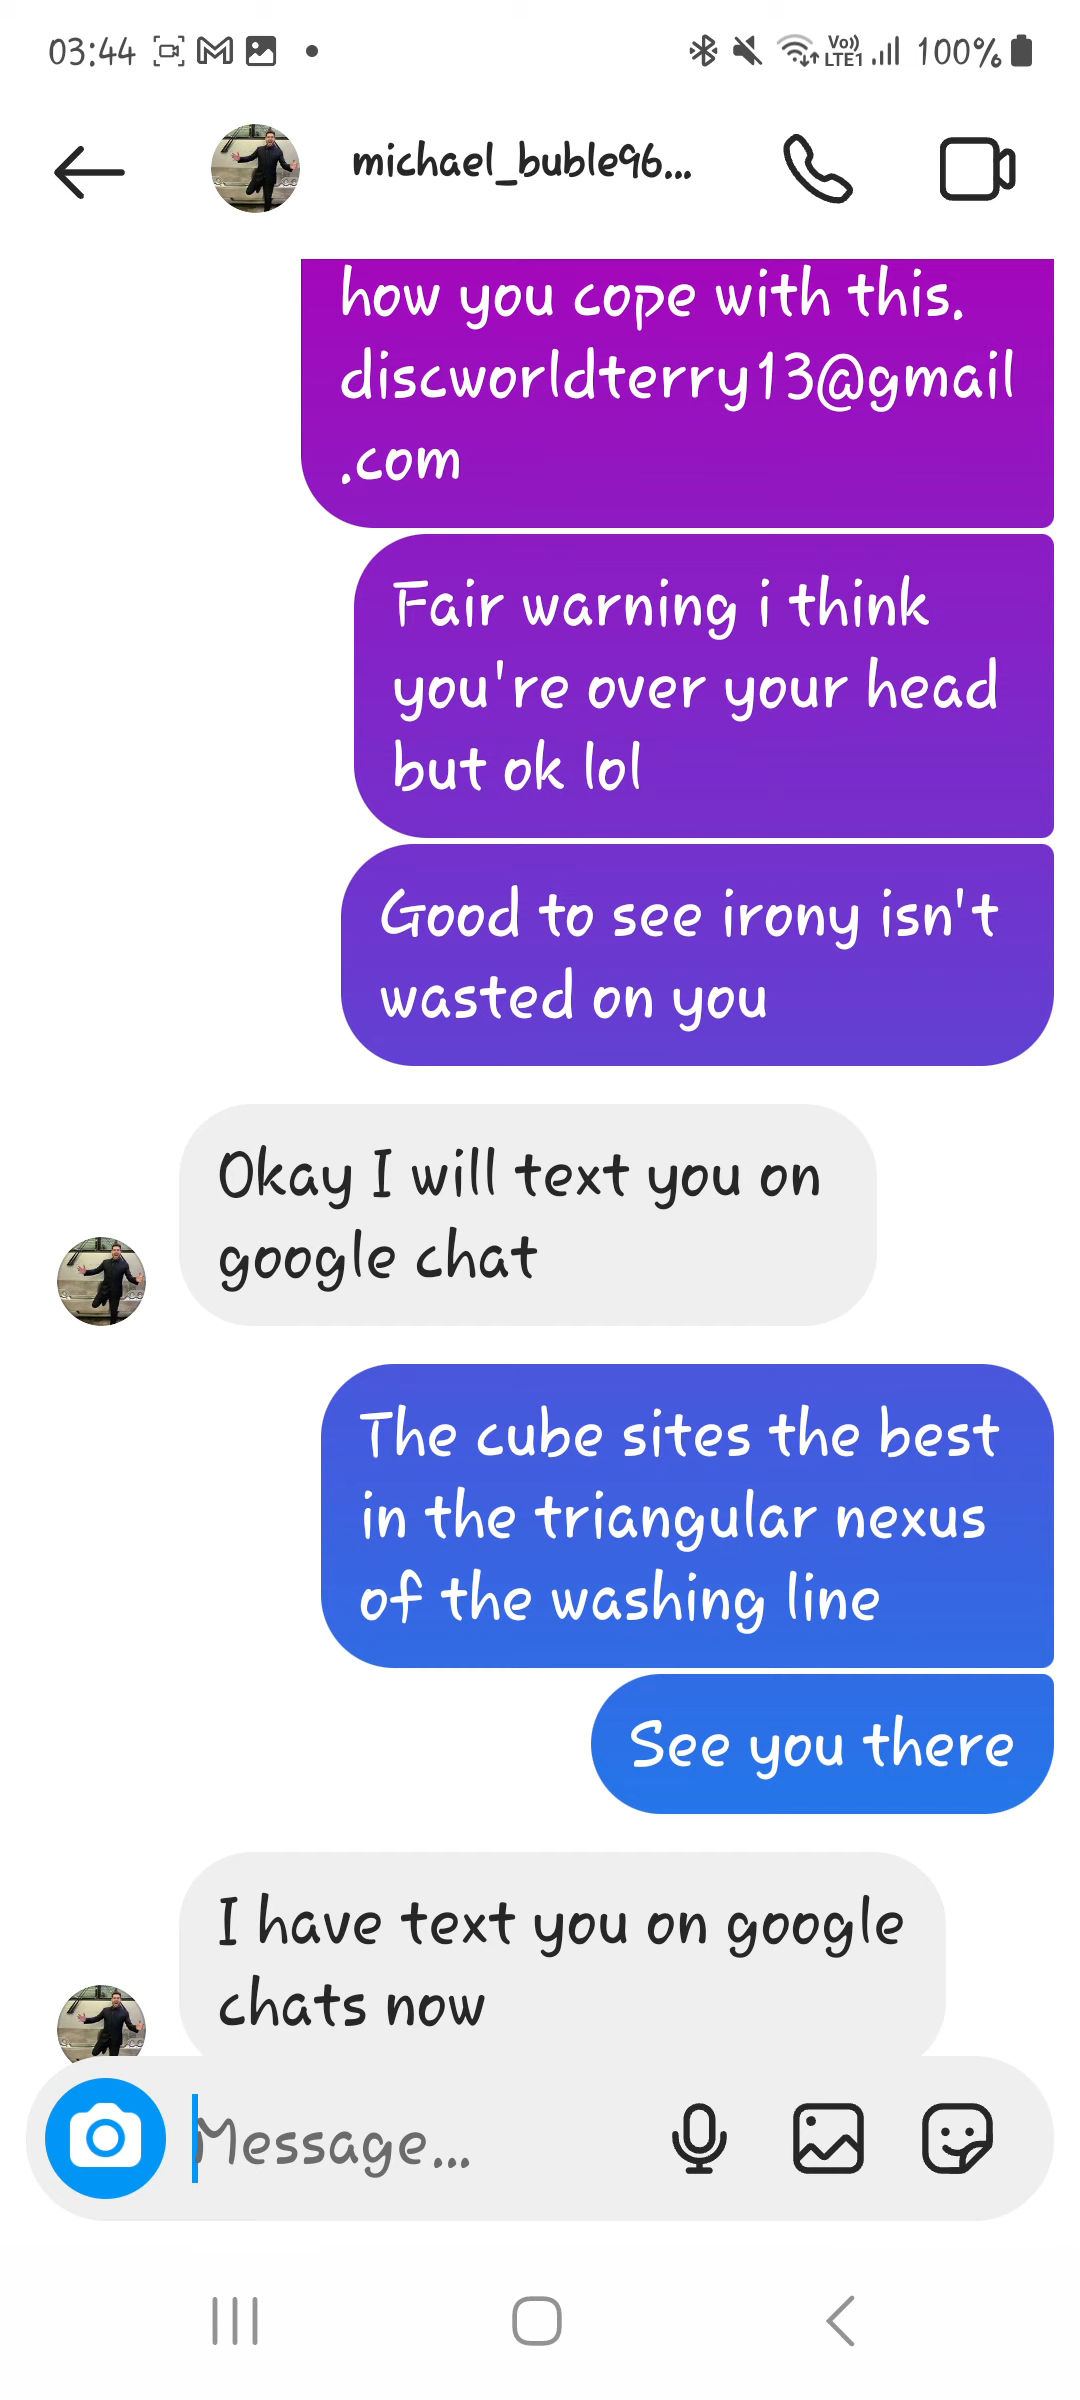 03:44
Vo))
LTE1
100%
michael_buble96...
how you cope with this.
discworldterry13@gmail
.com
Fair warning i think
you're over your head
but ok lol
Good to see irony isn't
wasted on you
Okay I will text you on
google chat
The cube sites the best
in the triangular nexus
of the washing line
See you there
I have text you on google
chats now
Message...